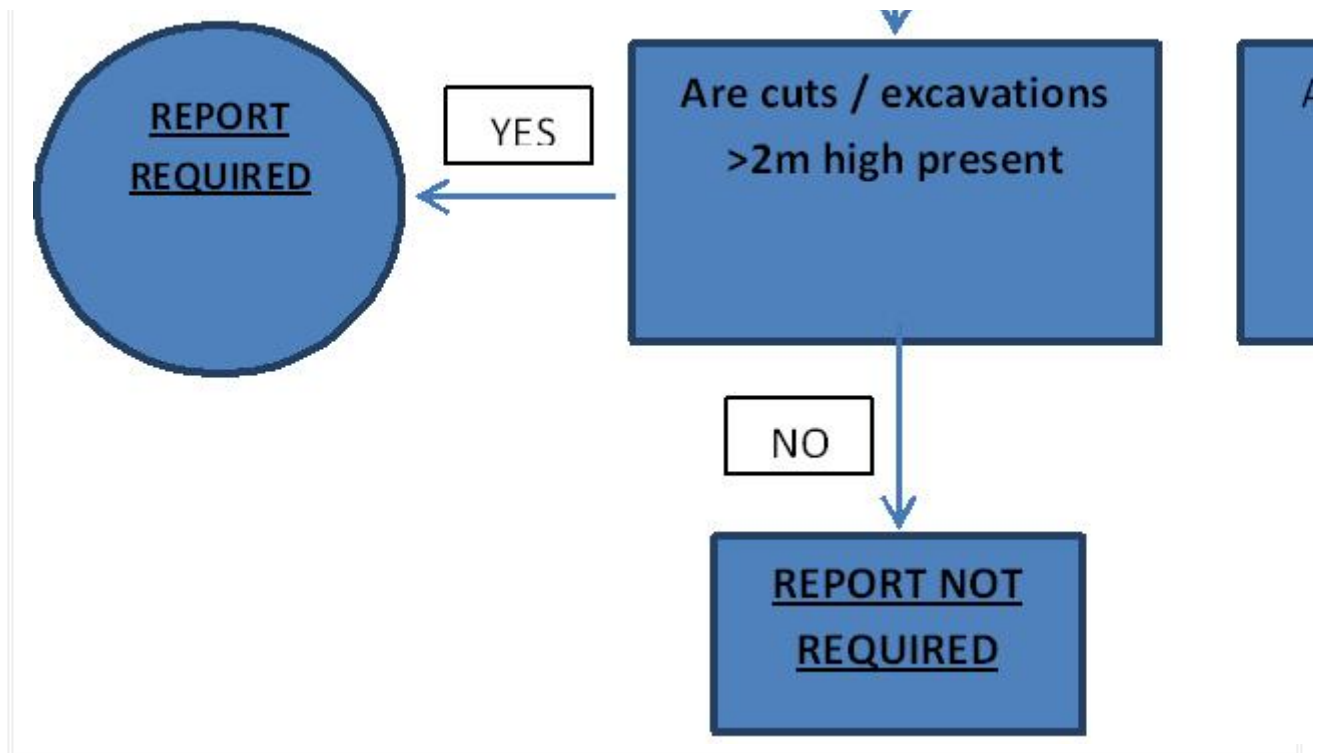 REPORT
REQUIRED
YES
Are cuts / excavations
>2m high present
NO
REPORT NOT
REQUIRED